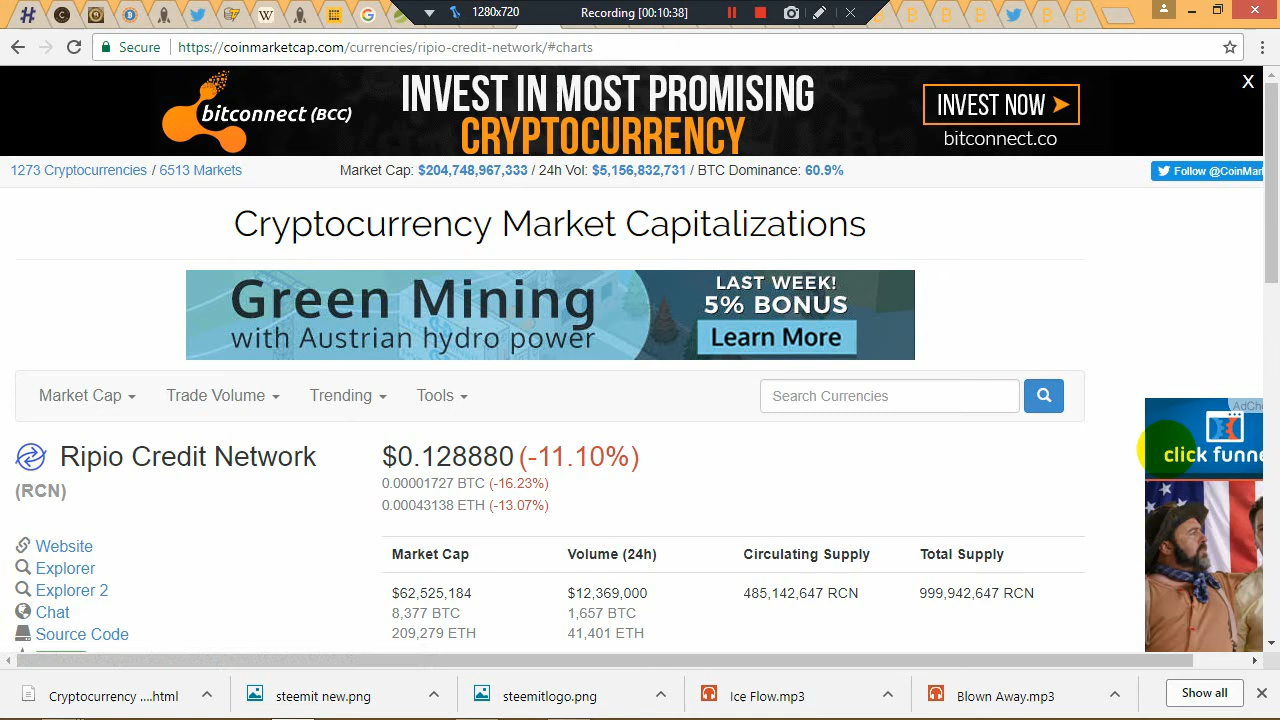 1280x720
Recording [00:10:38]
Secure
https://coinmarketcap.com/currencies/ripio-credit-network/#charts
bitconnect (BCC)
INVEST IN MOST PROMISING
CRYPTOCURRENCY
INVEST NOW
bitconnect.co
X
1273 Cryptocurrencies / 6513 Markets
Market Cap: $204,748,967,333 / 24h Vol: $5,156,832,731 / BTC Dominance: 60.9%
Follow @CoinMar
Cryptocurrency Market Capitalizations
Green Mining
with Austrian hydro power
LAST WEEK!
5% BONUS
Learn More
Market Cap
Trade Volume
Trending
Tools
Search Currencies
AdCho
click funne
Ripio Credit Network
(RCN)
$0.128880 (-11.10%)
0.00001727 BTC (-16.23%)
0.00043138 ETH (-13.07%)
Website
Explorer
Explorer 2
Chat
Source Code
Market Cap Volume (24h) Circulating Supply Total Supply
$62,525,184 $12,369,000 485,142,647 RCN 999,942,647 RCN
8,377 BTC 1,657 BTC
209,279 ETH 41,401 ETH
Cryptocurrency ....html
steemit new.png
steemitlogo.png
Ice Flow.mp3
Blown Away.mp3
Show all